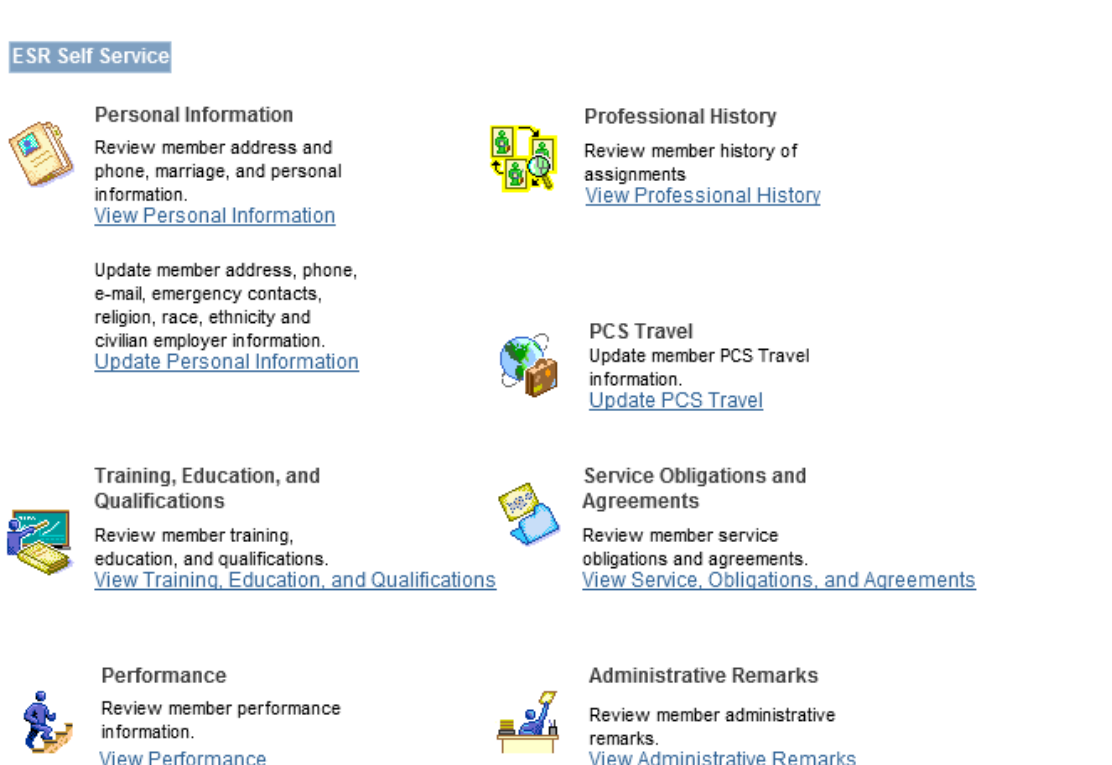 ESR Self Service
Personal Information
Review member address and
phone, marriage, and personal
information.
View Personal Information
Update member address, phone,
e-mail, emergency contacts,
religion, race, ethnicity and
civilian employer information.
Update Personal Information
Professional History
Review member history of
assignments
View Professional History
PCS Travel
Update member PCS Travel
information.
Update PCS Travel
Training, Education, and
Qualifications
Review member training,
education, and qualifications.
View Training, Education, and Qualifications
Service Obligations and
Agreements
Review member service
obligations and agreements.
View Service, Obligations, and Agreements
Performance
Review member performance
information.
View Performance
Administrative Remarks
Review member administrative
remarks.
View Administrative Remarks